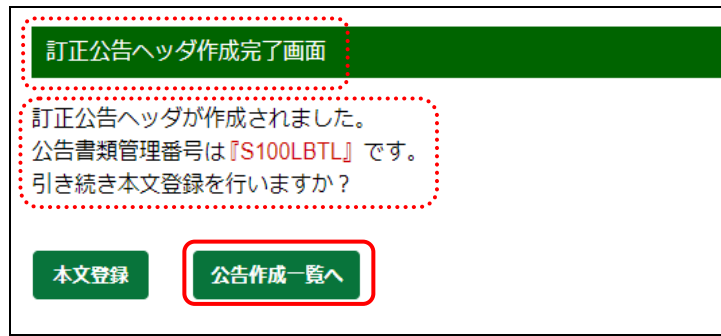 訂正公告ヘッダ作成完了画面
訂正公告ヘッダが作成されました。
公告書類管理番号は『S100LBTL』です。
引き続き本文登録を行いますか？
本文登録
公告作成一覧へ